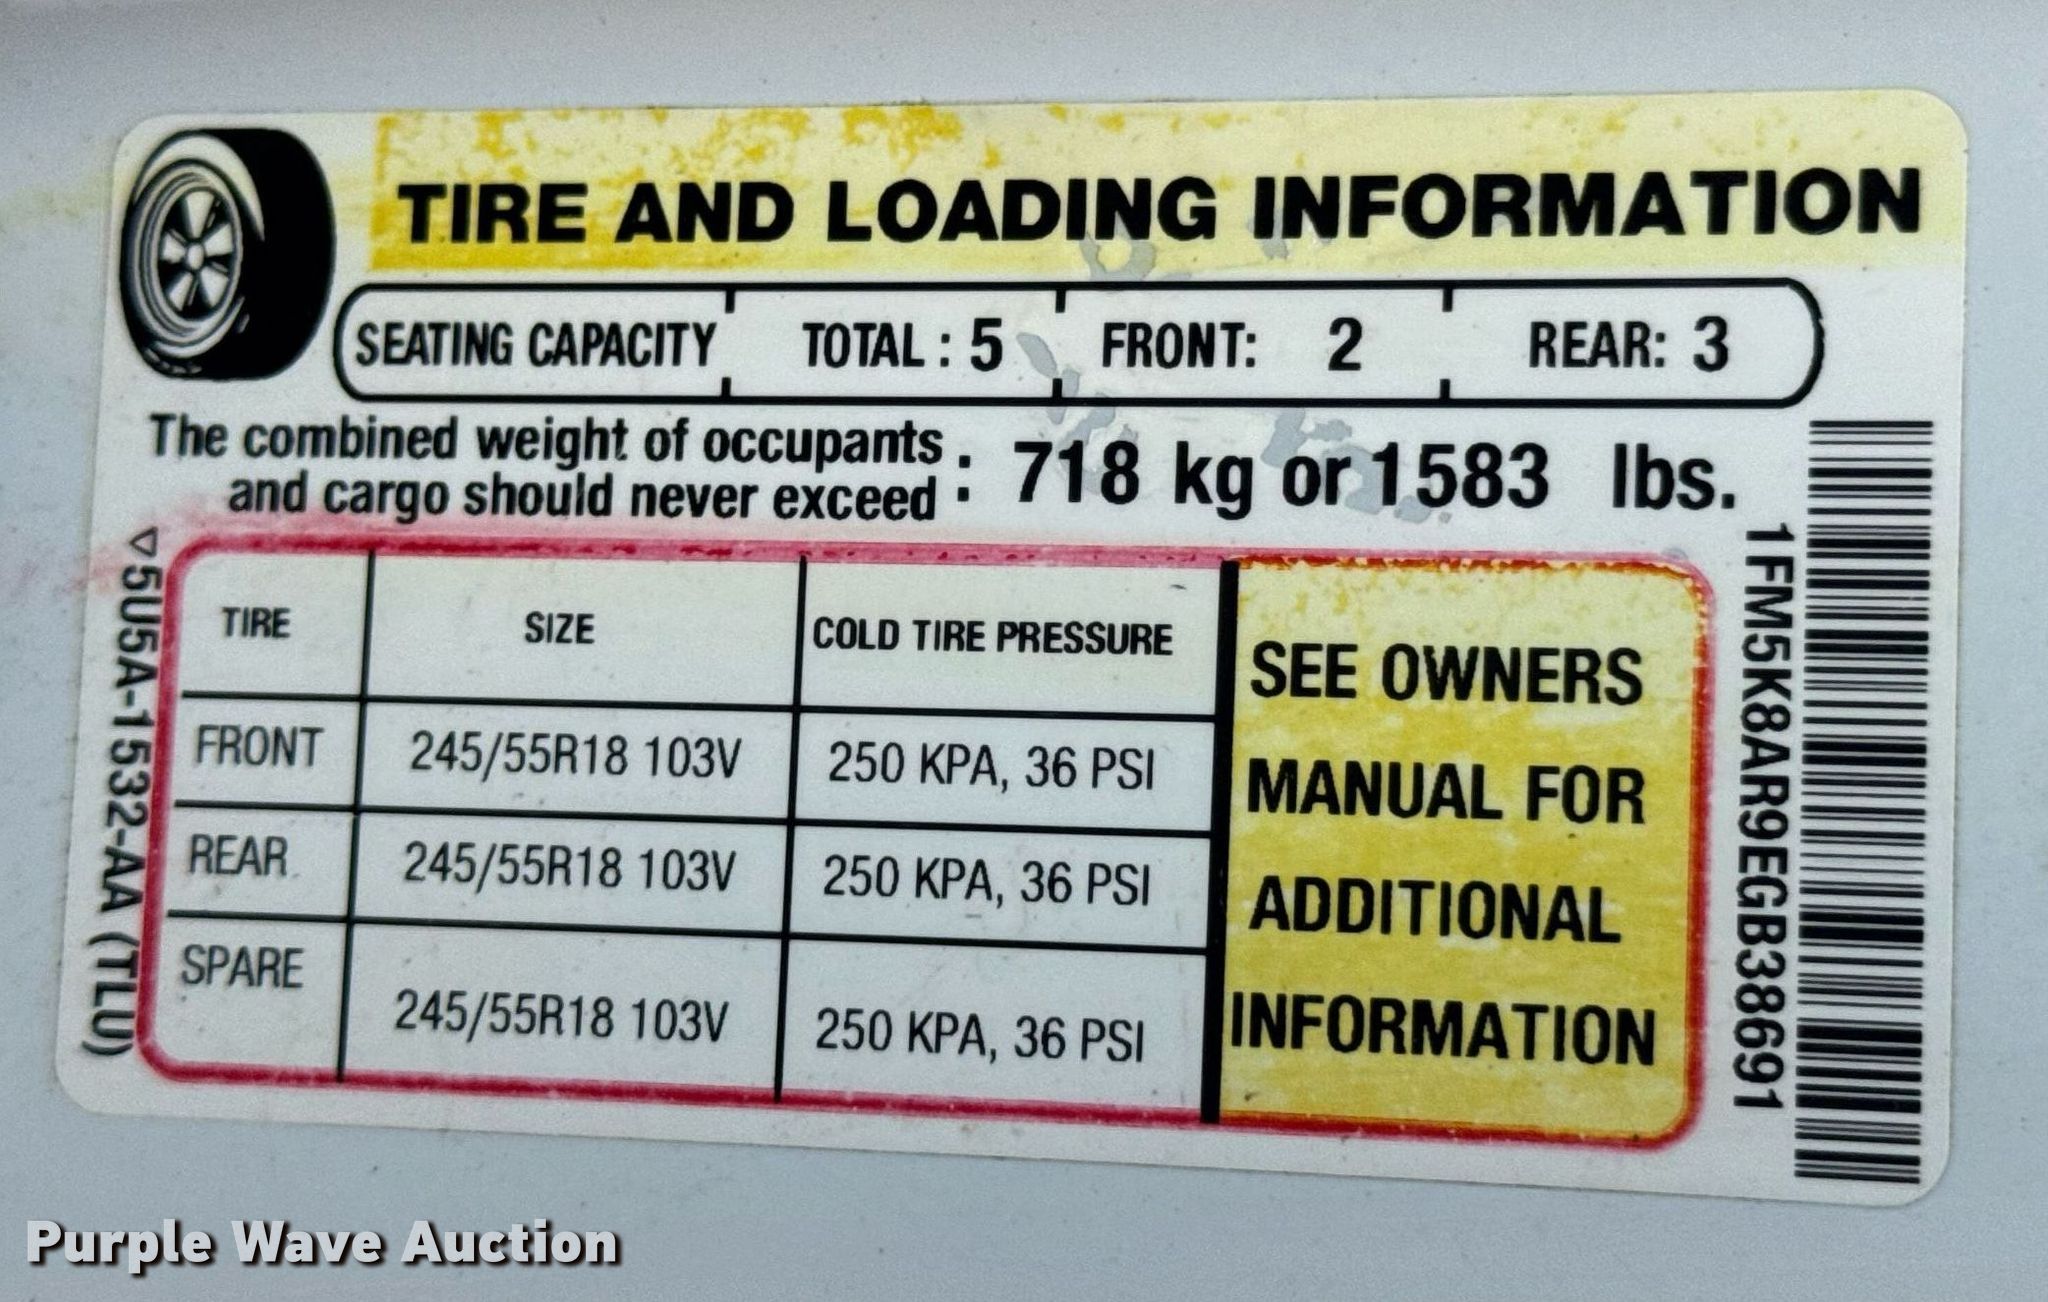 TIRE AND LOADING INFORMATION
SEATING CAPACITY TOTAL : 5 FRONT: 2 REAR: 3
The combined weight of occupants
and cargo should never exceed : 718 kg or 1583 lbs.
TIRE SIZE COLD TIRE PRESSURE
FRONT 245/55R18 103V 250 KPA, 36 PSI
REAR 245/55R18 103V 250 KPA, 36 PSI
SPARE 245/55R18 103V 250 KPA, 36 PSI
SEE OWNERS
MANUAL FOR
ADDITIONAL
INFORMATION
5U5A-1532-AA (TLU)
1FM5K8AR9EGB38691
Purple Wave Auction